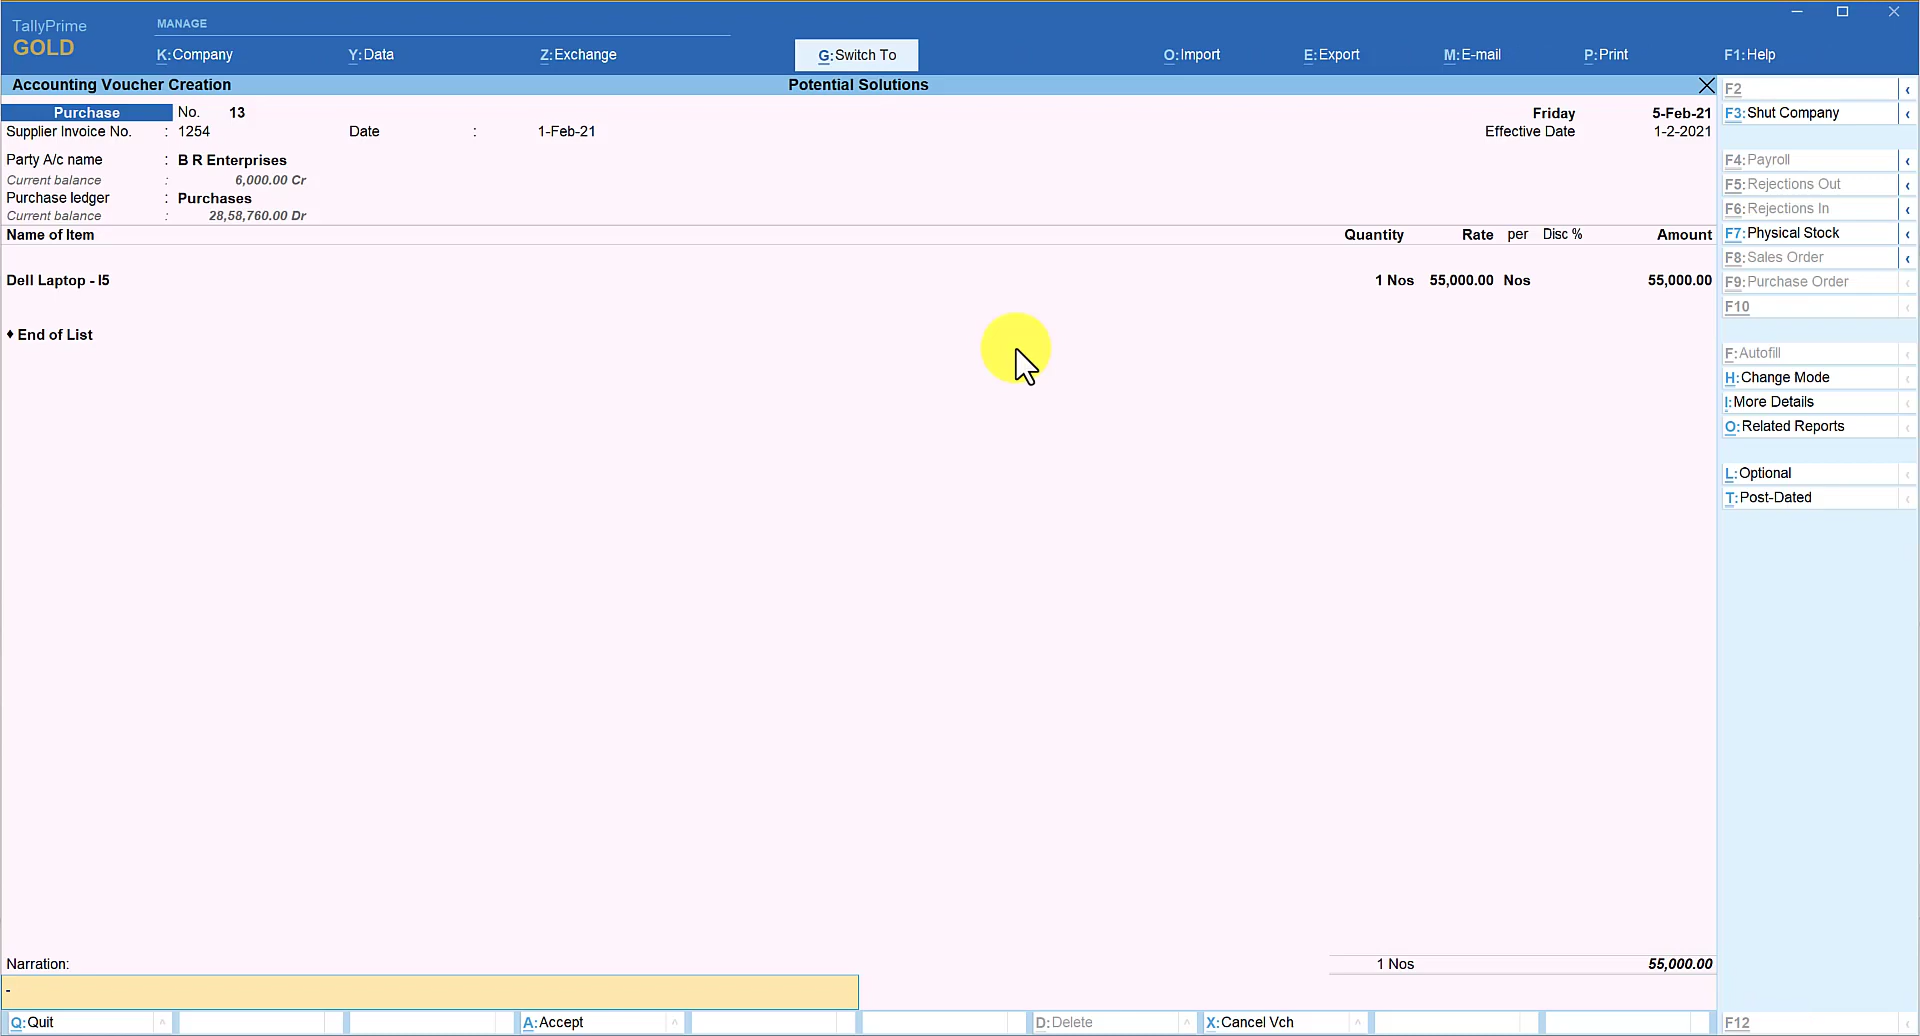 TallyPrime
GOLD
MANAGE
K:Company
Y:Data
Z:Exchange
G:Switch To
O:Import
E:Export
M:E-mail
P:Print
F1:Help
Accounting Voucher Creation
Potential Solutions
Purchase No. 13
Friday 5-Feb-21
Supplier Invoice No. : 1254 Date : 1-Feb-21
Effective Date 1-2-2021
Party A/c name : B R Enterprises
Current balance : 6,000.00 Cr
Purchase ledger : Purchases
Current balance : 28,58,760.00 Dr
Name of Item Quantity Rate per Disc % Amount
Dell Laptop - I5 1 Nos 55,000.00 Nos 55,000.00
♦ End of List
Narration:
1 Nos 55,000.00
-
F2
F3:Shut Company
F4:Payroll
F5:Rejections Out
F6:Rejections In
F7:Physical Stock
F8:Sales Order
F9:Purchase Order
F10
F:Autofill
H:Change Mode
I:More Details
O:Related Reports
L:Optional
T:Post-Dated
Q:Quit
A:Accept
D:Delete
X:Cancel Vch
F12